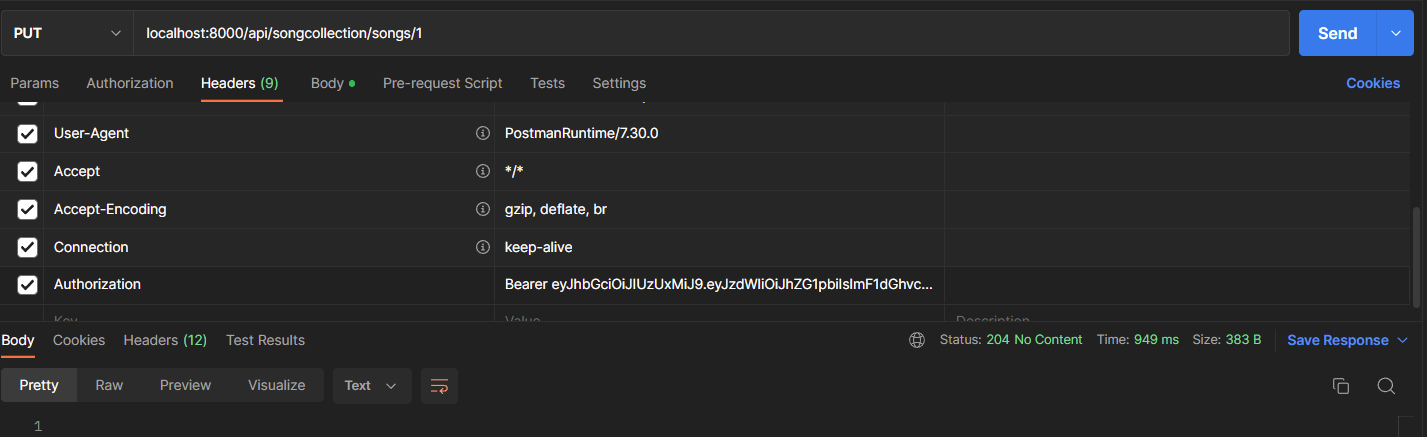 PUT localhost:8000/api/songcollection/songs/1 Send
Params Authorization Headers (9) Body Pre-request Script Tests Settings Cookies
User-Agent PostmanRuntime/7.30.0
Accept */*
Accept-Encoding gzip, deflate, br
Connection keep-alive
Authorization Bearer eyJhbGciOiJIUzUxMiJ9.eyJzdWIiOiJhZG1pbiIsImF1dGhvc...
Key Value Description
Body Cookies Headers (12) Test Results Status: 204 No Content Time: 949 ms Size: 383 B Save Response
Pretty Raw Preview Visualize Text
1